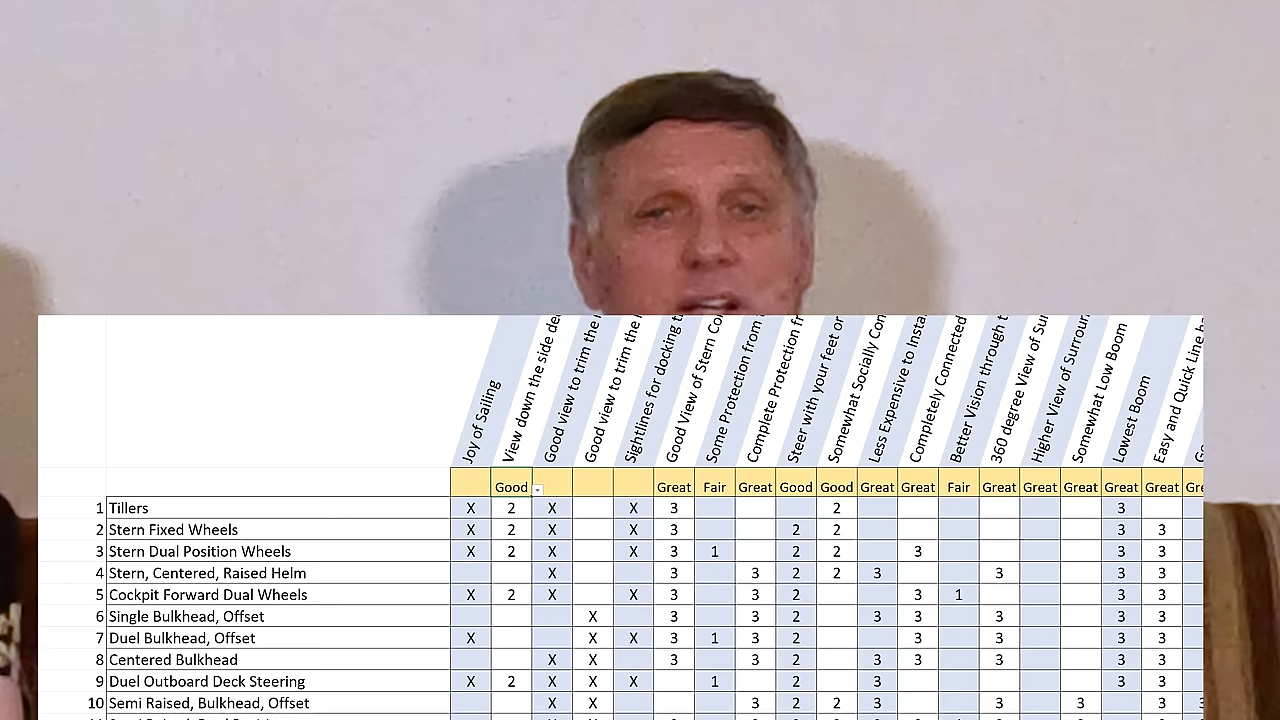 Joy of Sailing
View down the side
Good view to trim the
Good view to trim the
Sightlines for docking
Good View of Stern
Some Protection from
Complete Protection
Steer with your feet or
Somewhat Socially
Less Expensive to
Completely Connected
Better Vision through
360 degree View of
Higher View of
Somewhat Low Boom
Lowest Boom
Easy and Quick Line
Good Great Fair Great Good Good Great Great Fair Great Great Great Great Great
1 Tillers X 2 X X 3 2 3
2 Stern Fixed Wheels X 2 X X 3 2 2 3 3
3 Stern Dual Position Wheels X 2 X X 3 1 2 2 3 3 3
4 Stern, Centered, Raised Helm X 3 3 2 2 3 3 3 3
5 Cockpit Forward Dual Wheels X 2 X X 3 3 2 3 1 3 3
6 Single Bulkhead, Offset X 3 3 2 3 3 3 3 3
7 Duel Bulkhead, Offset X X X 3 1 3 2 3 3 3 3
8 Centered Bulkhead X X 3 3 2 3 3 3 3 3
9 Duel Outboard Deck Steering X 2 X X X 1 2 3 3 3
10 Semi Raised, Bulkhead, Offset X X 3 2 2 3 3 3 3